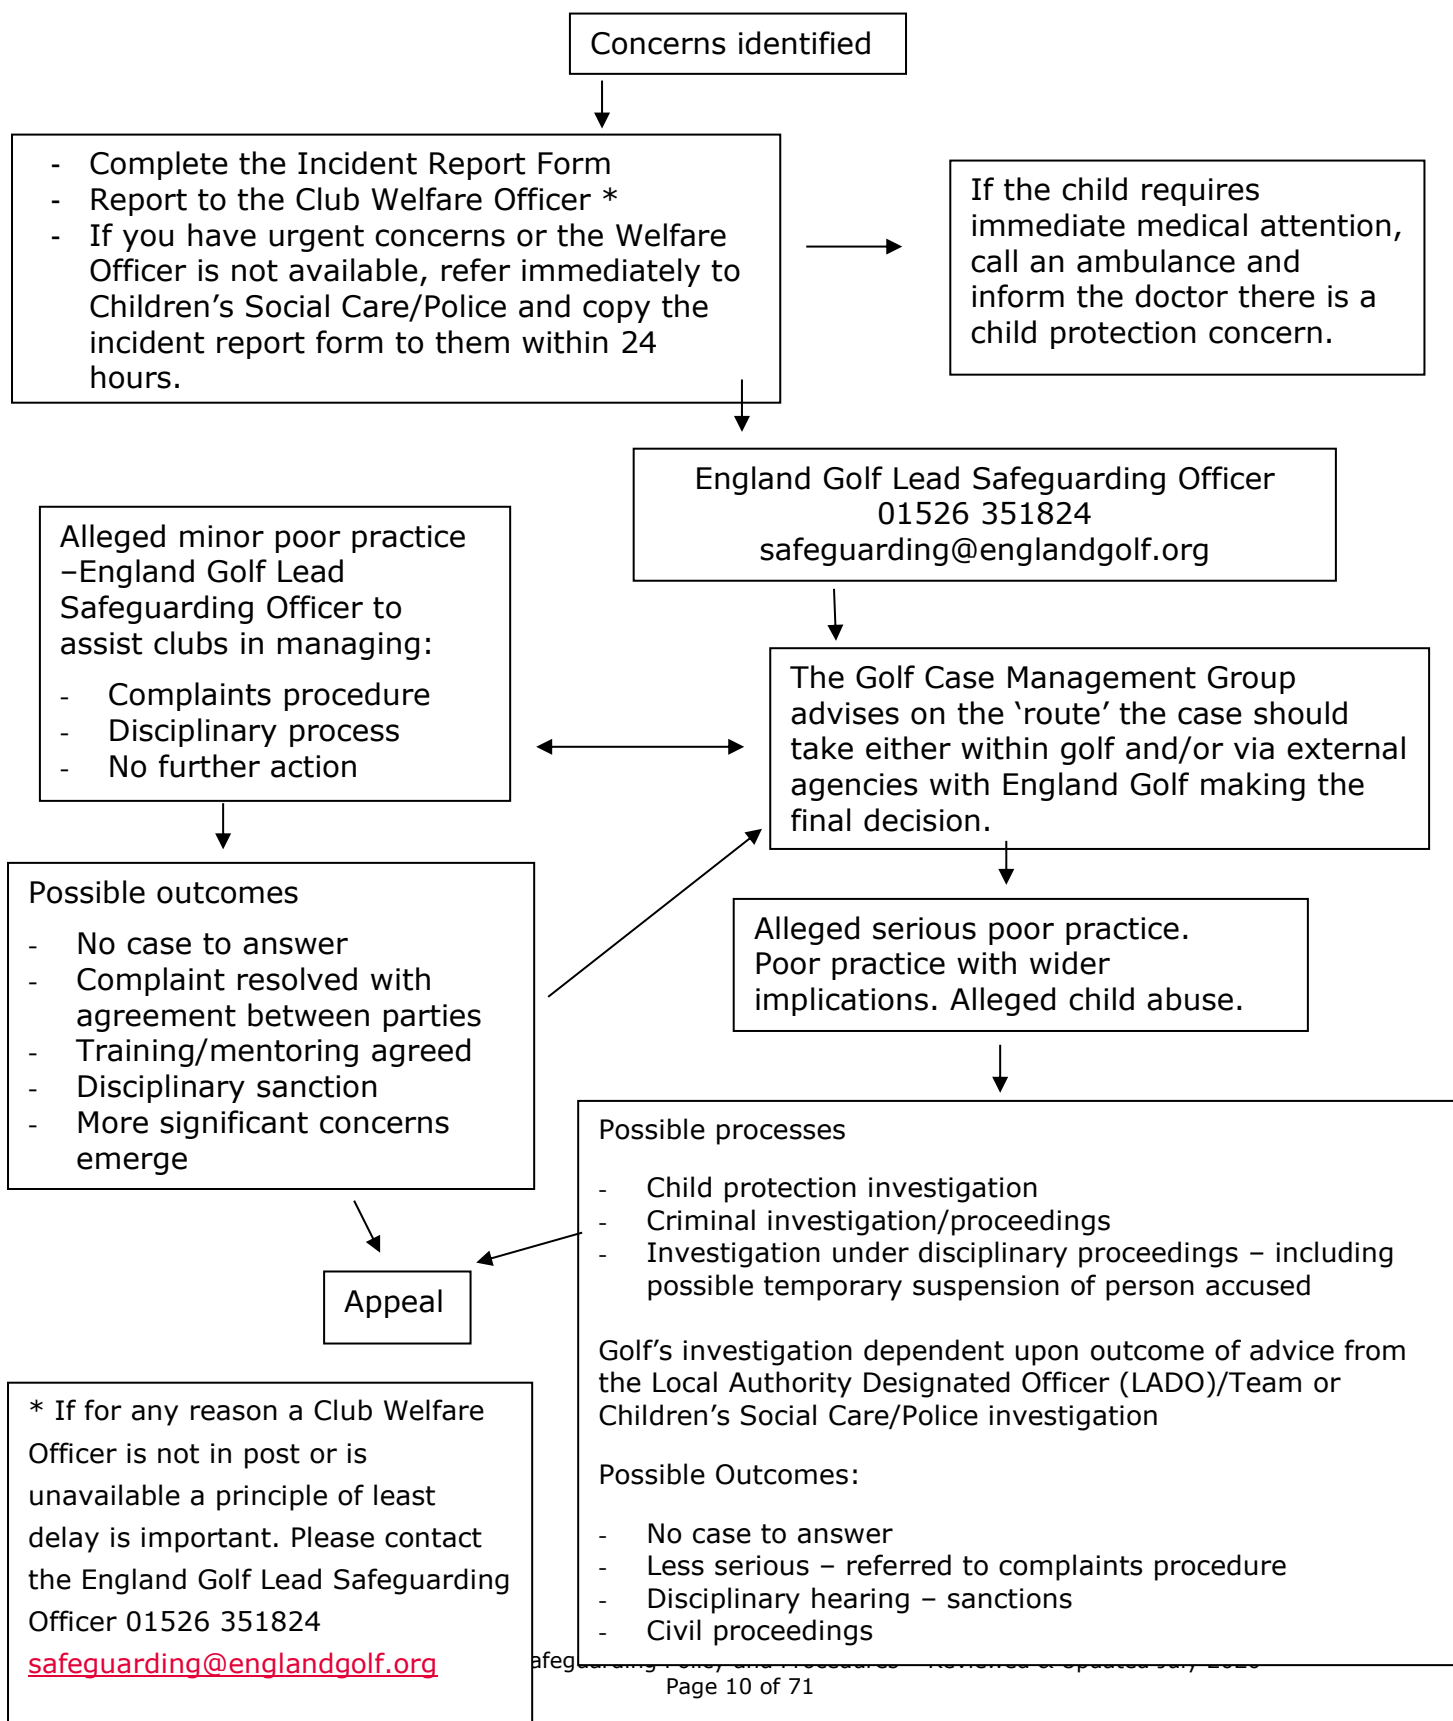 Concerns identified
- Complete the Incident Report Form
- Report to the Club Welfare Officer *
- If you have urgent concerns or the Welfare
Officer is not available, refer immediately to
Children’s Social Care/Police and copy the
incident report form to them within 24
hours.
If the child requires
immediate medical attention,
call an ambulance and
inform the doctor there is a
child protection concern.
England Golf Lead Safeguarding Officer
01526 351824
safeguarding@englandgolf.org
Alleged minor poor practice
–England Golf Lead
Safeguarding Officer to
assist clubs in managing:
- Complaints procedure
- Disciplinary process
- No further action
The Golf Case Management Group
advises on the ‘route’ the case should
take either within golf and/or via external
agencies with England Golf making the
final decision.
Possible outcomes
- No case to answer
- Complaint resolved with
agreement between parties
- Training/mentoring agreed
- Disciplinary sanction
- More significant concerns
emerge
Alleged serious poor practice.
Poor practice with wider
implications. Alleged child abuse.
Possible processes
- Child protection investigation
- Criminal investigation/proceedings
- Investigation under disciplinary proceedings – including
possible temporary suspension of person accused
Golf’s investigation dependent upon outcome of advice from
the Local Authority Designated Officer (LADO)/Team or
Children’s Social Care/Police investigation
Possible Outcomes:
- No case to answer
- Less serious – referred to complaints procedure
- Disciplinary hearing – sanctions
- Civil proceedings
Appeal
* If for any reason a Club Welfare
Officer is not in post or is
unavailable a principle of least
delay is important. Please contact
the England Golf Lead Safeguarding
Officer 01526 351824
safeguarding@englandgolf.org
Policy and Procedures
Page 10 of 71